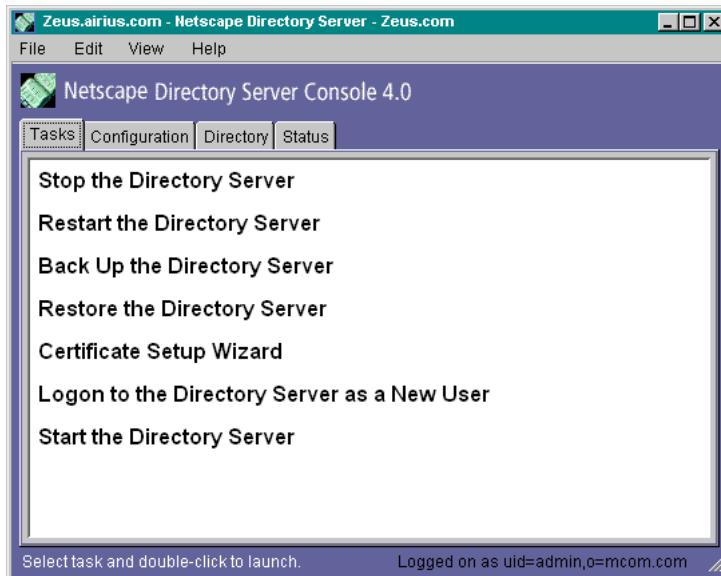 Zeus.airius.com - Netscape Directory Server - Zeus.com
File Edit View Help
Netscape Directory Server Console 4.0
Tasks Configuration Directory Status
Stop the Directory Server
Restart the Directory Server
Back Up the Directory Server
Restore the Directory Server
Certificate Setup Wizard
Logon to the Directory Server as a New User
Start the Directory Server
Select task and double-click to launch. Logged on as uid=admin,o=mcom.com